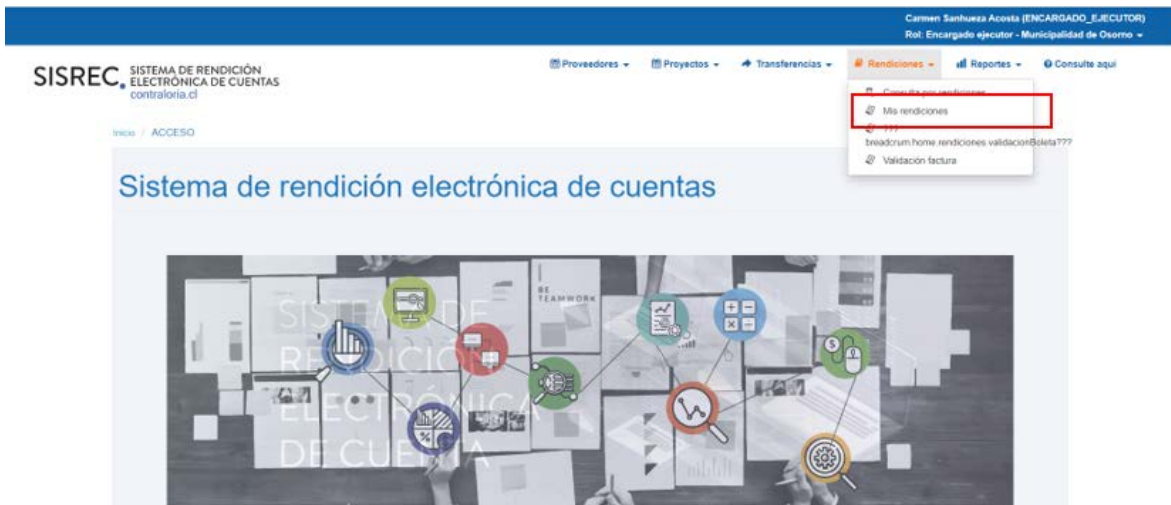 Carmen Sanhueza Acosta (ENCARGADO_EJECUTOR)
Rol: Encargado ejecutor - Municipalidad de Osorno
SISREC
SISTEMA DE RENDICIÓN
ELECTRÓNICA DE CUENTAS
contraloria.cl
Proveedores
Proyectos
Transferencias
Rendiciones
Reportes
Consulte aqui
Consulta por rendiciones
Mis rendiciones
???
breadcrum.home.rendiciones.validacionBoleta???
Validación factura
Inicio / ACCESO
Sistema de rendición electrónica de cuentas
BE
TEAMWORK
SISTEMA DE
RENDICIÓN
ELECTRÓNICA
DE CUENTA